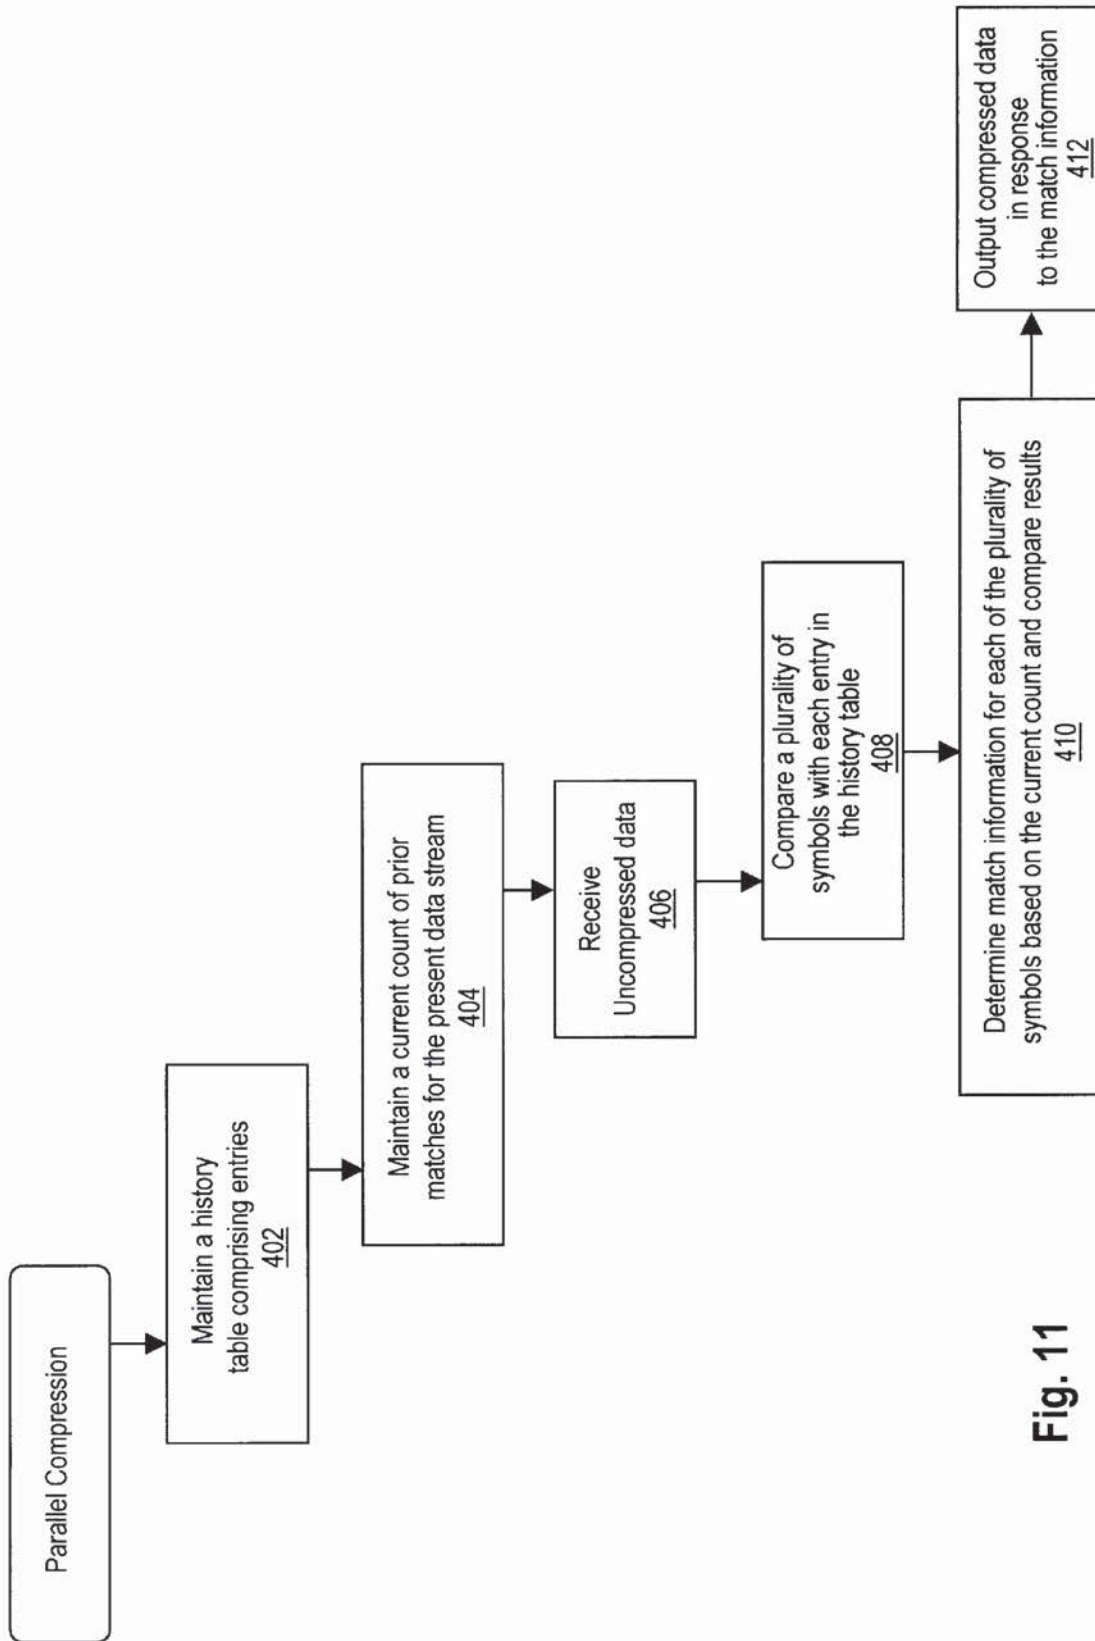 Parallel Compression
Maintain a history
table comprising entries
402
Maintain a current count of prior
matches for the present data stream
404
Receive
Uncompressed data
406
Compare a plurality of
symbols with each entry in
the history table
408
Determine match information for each of the plurality of
symbols based on the current count and compare results
410
Output compressed data
in response
to the match information
412
Fig. 11